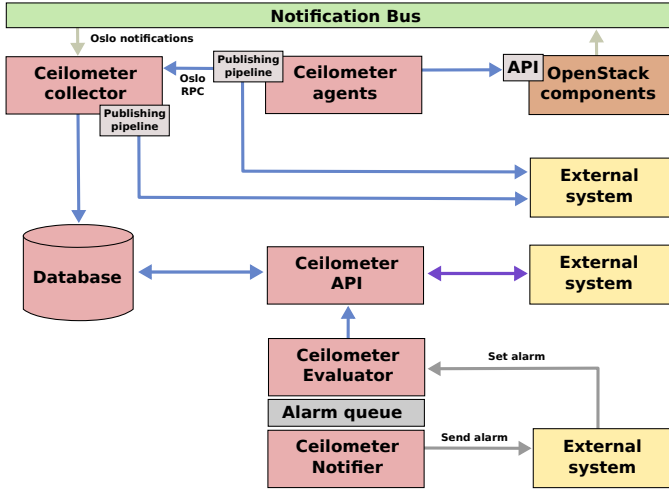 Notification Bus
Oslo notifications
Ceilometer
collector
Publishing
pipeline
Oslo
RPC
Publishing
pipeline
Ceilometer
agents
API
OpenStack
components
External
system
Database
Ceilometer
API
External
system
Ceilometer
Evaluator
Set alarm
Alarm queue
Ceilometer
Notifier
Send alarm
External
system